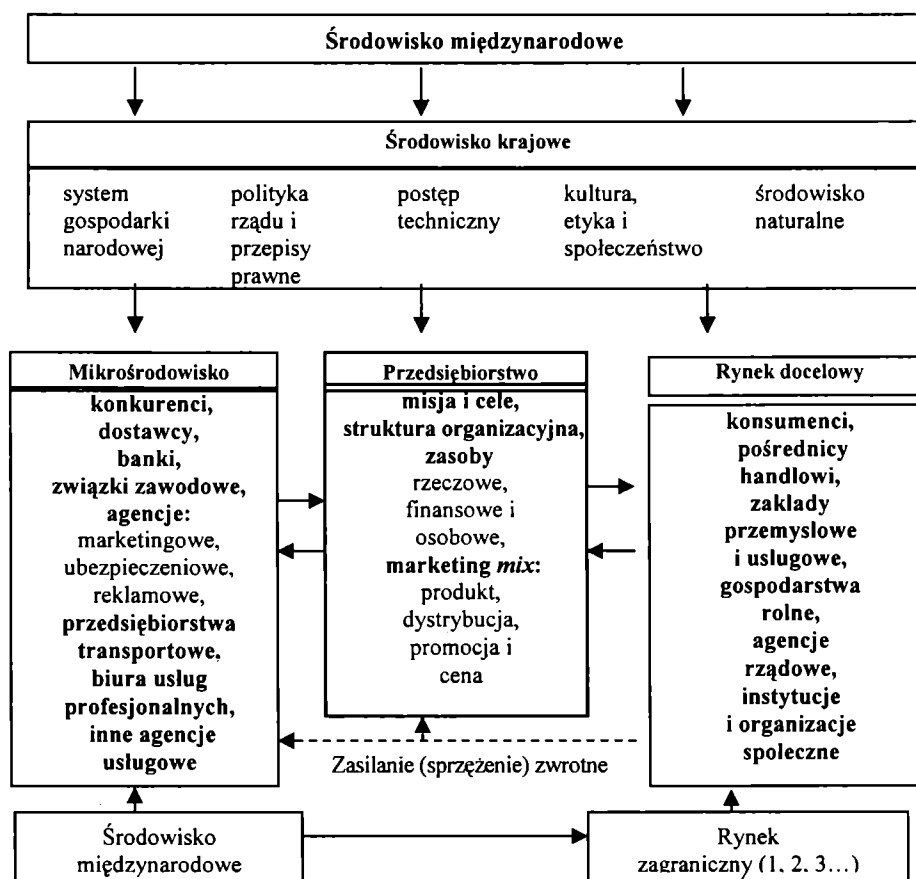 Środowisko międzynarodowe
Środowisko krajowe
system
gospodarki
narodowej
polityka
rządu i
przepisy
prawne
postęp
techniczny
kultura,
etyka i
społeczeństwo
środowisko
naturalne
Mikrośrodowisko
konkurenci,
dostawcy,
banki,
związki zawodowe,
agencje:
marketingowe,
ubezpieczeniowe,
reklamowe,
przedsiębiorstwa
transportowe,
biura usług
profesjonalnych,
inne agencje
usługowe
Przedsiębiorstwo
misja i cele,
struktura organizacyjna,
zasoby
rzeczowe,
finansowe i
osobowe,
marketing mix:
produkt,
dystrybucja,
promocja i
cena
Rynek docelowy
konsumenci,
pośrednicy
handlowi,
zakłady
przemysłowe
i usługowe,
gospodarstwa
rolne,
agencje
rządowe,
instytucje
i organizacje
społeczne
Zasilanie (sprzężenie) zwrotne
Środowisko
międzynarodowe
Rynek
zagraniczny (1, 2, 3...)